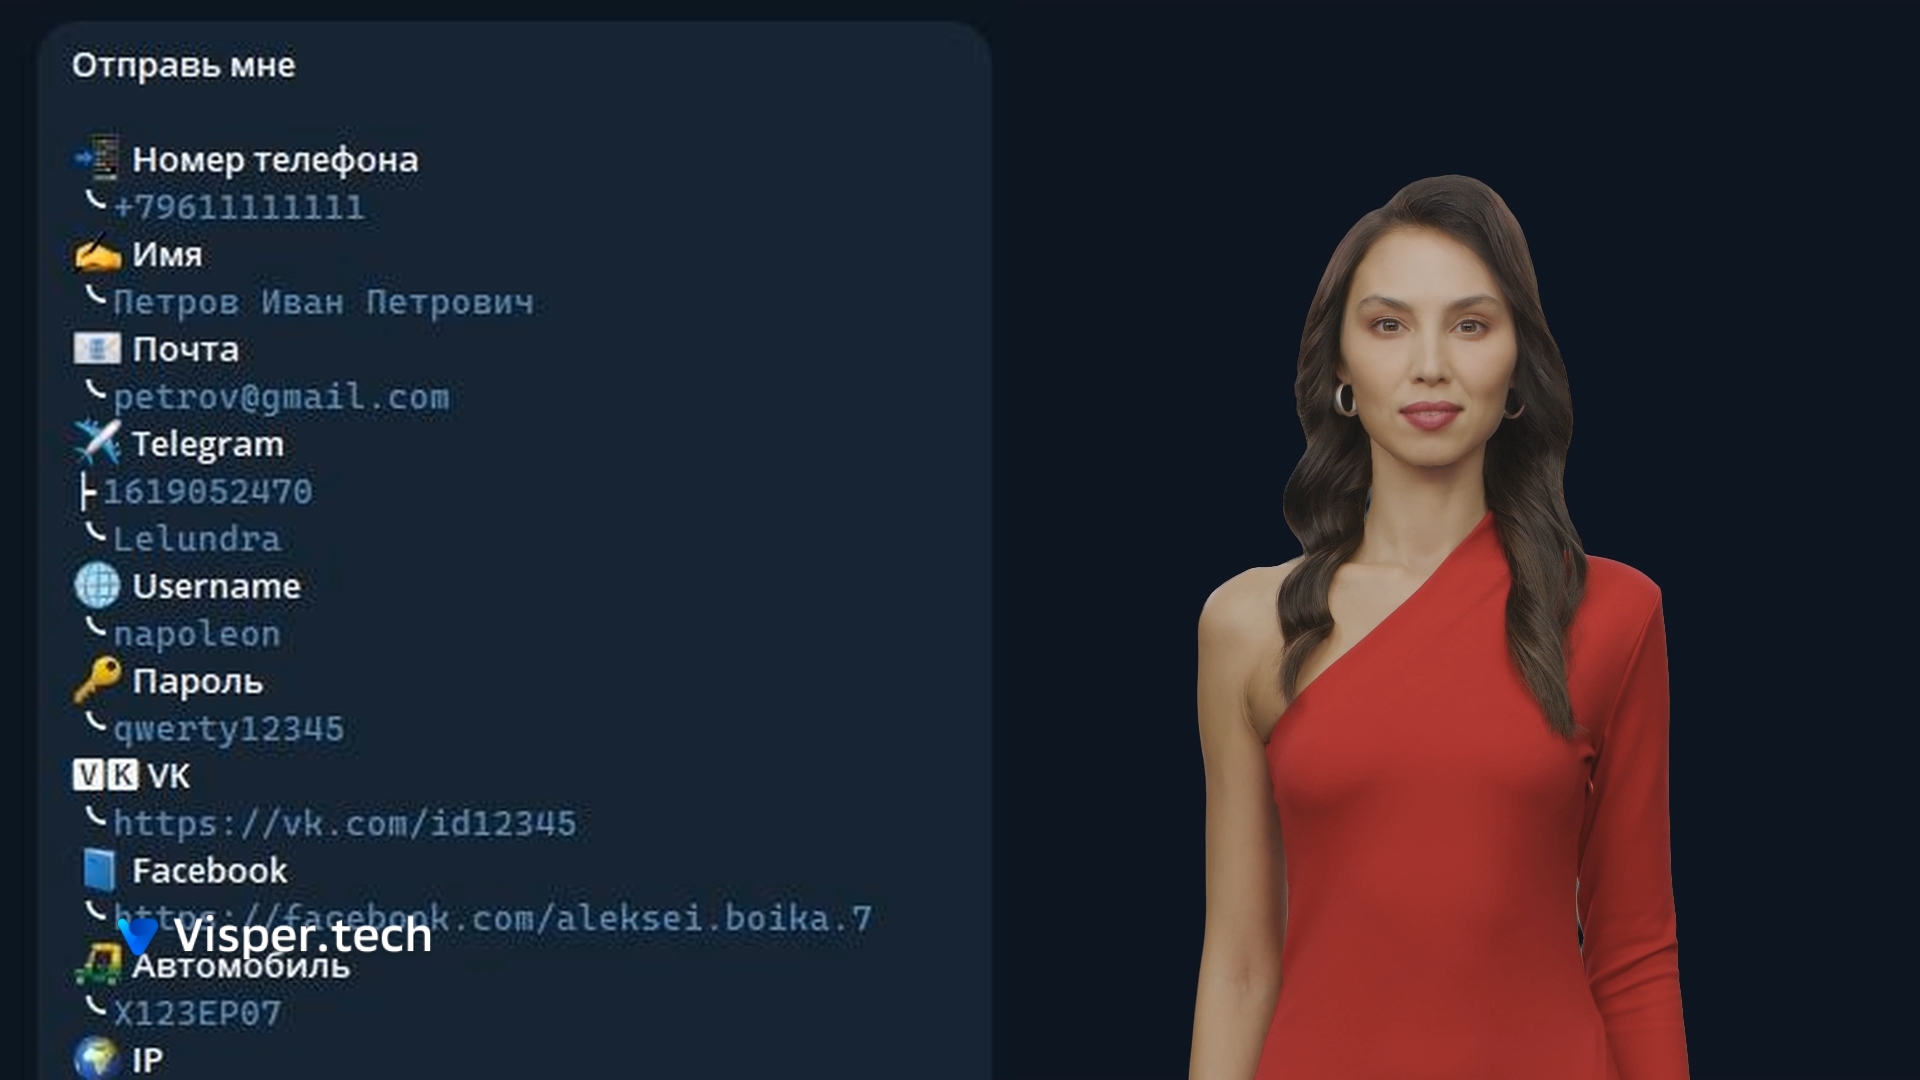 Отправь мне
Номер телефона
+79611111111
Имя
Петров Иван Петрович
Почта
petrov@gmail.com
Telegram
1619052470
Lelundra
Username
napoleon
Пароль
qwerty12345
VK VK
https://vk.com/id12345
Facebook
https://facebook.com/aleksei.boika.7
Visper.tech
Автомобиль
X123EP07
IP